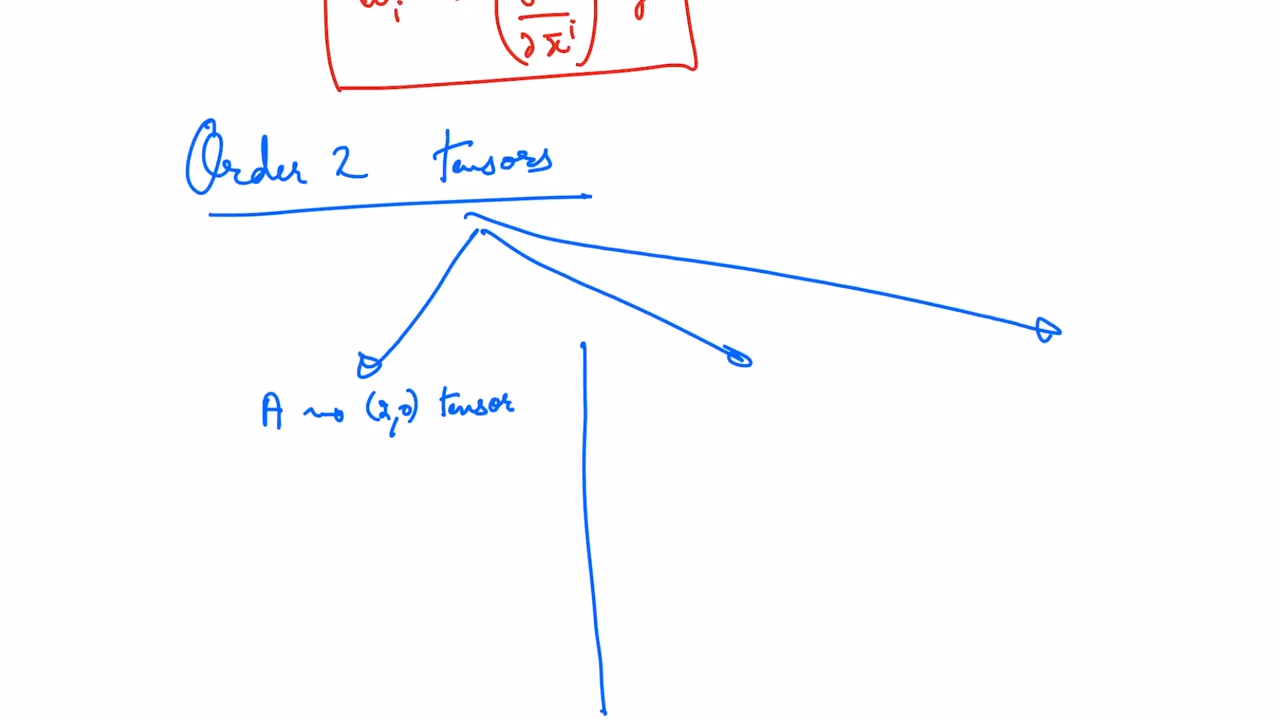 i ( ∂x̄^i )
Order 2 tensors
A ⇝ (2,0) tensor